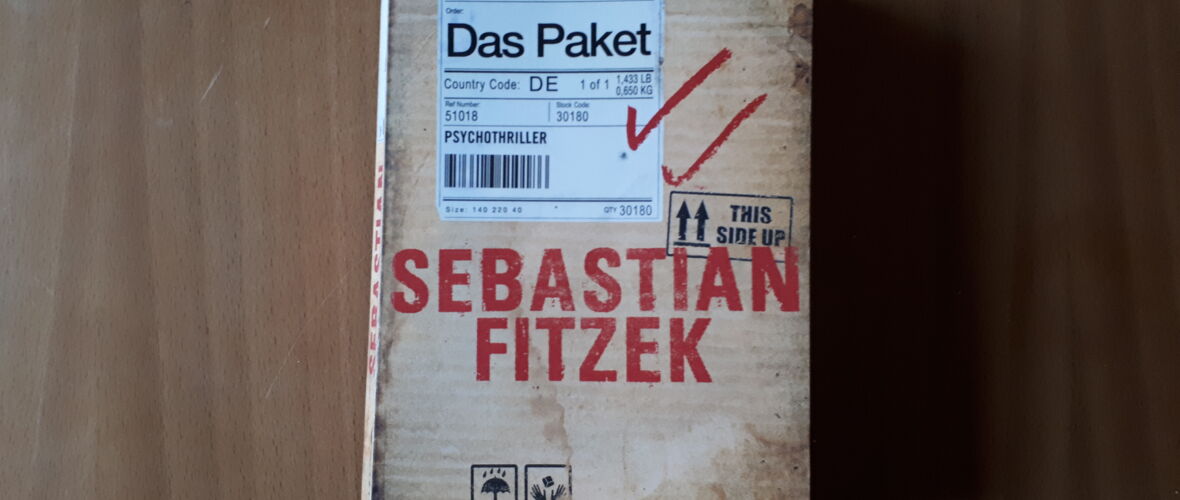 Order:
Das Paket
Country Code: DE 1 of 1 1,433 LB
0,650 KG
Ref Number: Stock Code:
51018 30180
PSYCHOTHRILLER
Size: 140 220 40 QTY 30180
THIS
SIDE UP
SEBASTIAN
FITZEK
SEBASTIAN